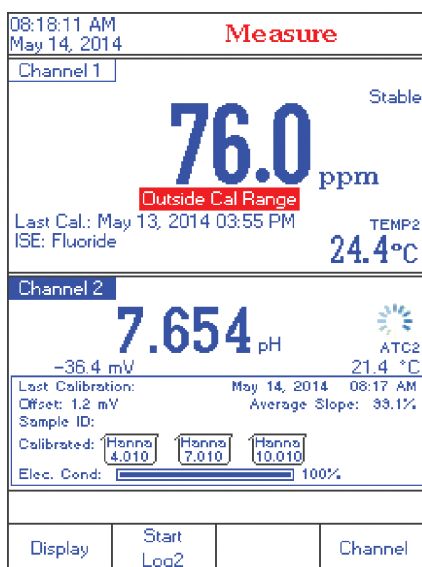 08:18:11 AM
May 14, 2014
Measure
Channel 1
Stable
76.0 ppm
Outside Cal Range
Last Cal.: May 13, 2014 03:55 PM
ISE: Fluoride
TEMP2
24.4°C
Channel 2
7.654 pH
ATC2
-36.4 mV
21.4 °C
Last Calibration: May 14, 2014 08:17 AM
Offset: 1.2 mV Average Slope: 99.1%
Sample ID:
Calibrated: Hanna 4.010 Hanna 7.010 Hanna 10.010
Elec. Cond: 100%
Display
Start Log2
Channel